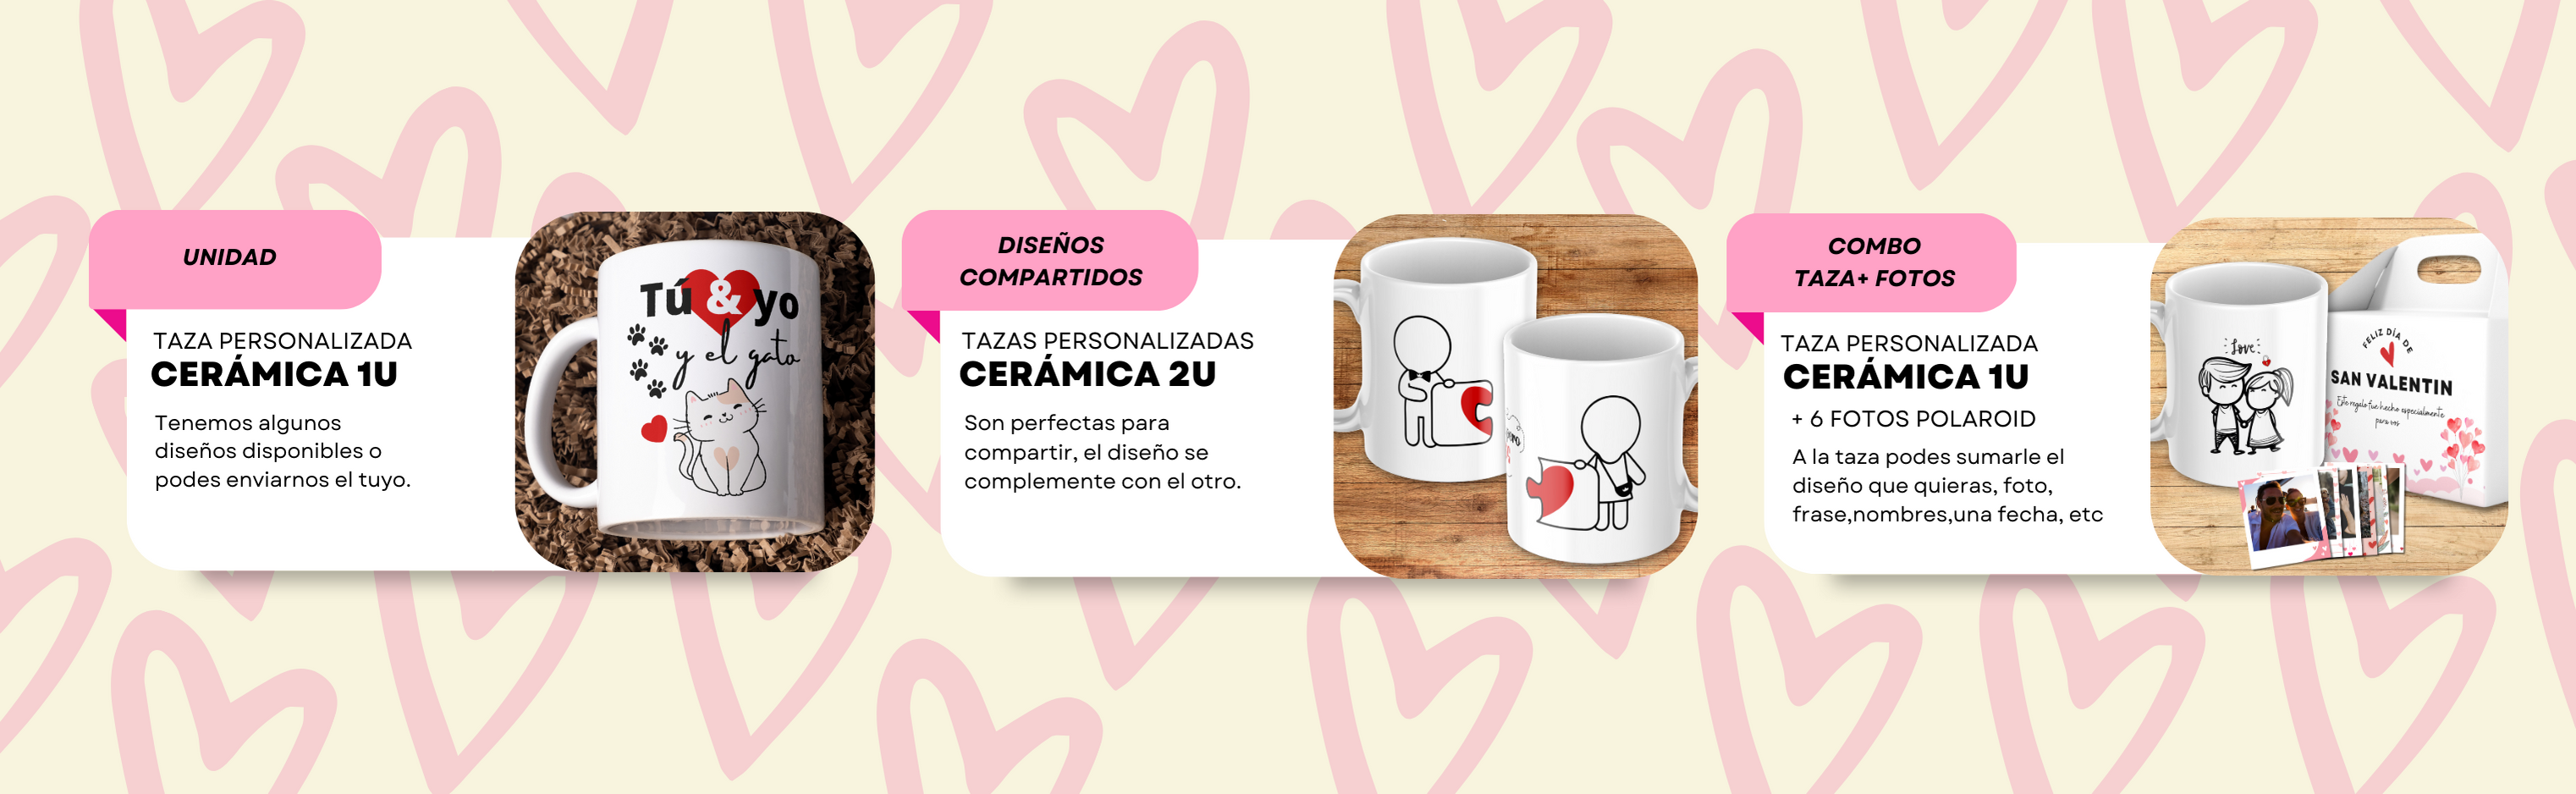 UNIDAD
TAZA PERSONALIZADA
CERÁMICA 1U
Tenemos algunos
diseños disponibles o
podes enviarnos el tuyo.
Tú & yo
y el gato
DISEÑOS
COMPARTIDOS
TAZAS PERSONALIZADAS
CERÁMICA 2U
Son perfectas para
compartir, el diseño se
complemente con el otro.
COMBO
TAZA+ FOTOS
TAZA PERSONALIZADA
CERÁMICA 1U
+ 6 FOTOS POLAROID
A la taza podes sumarle el
diseño que quieras, foto,
frase,nombres,una fecha, etc
Love
FELIZ DÍA DE
SAN VALENTIN
Este regalo fue hecho especialmente
para vos